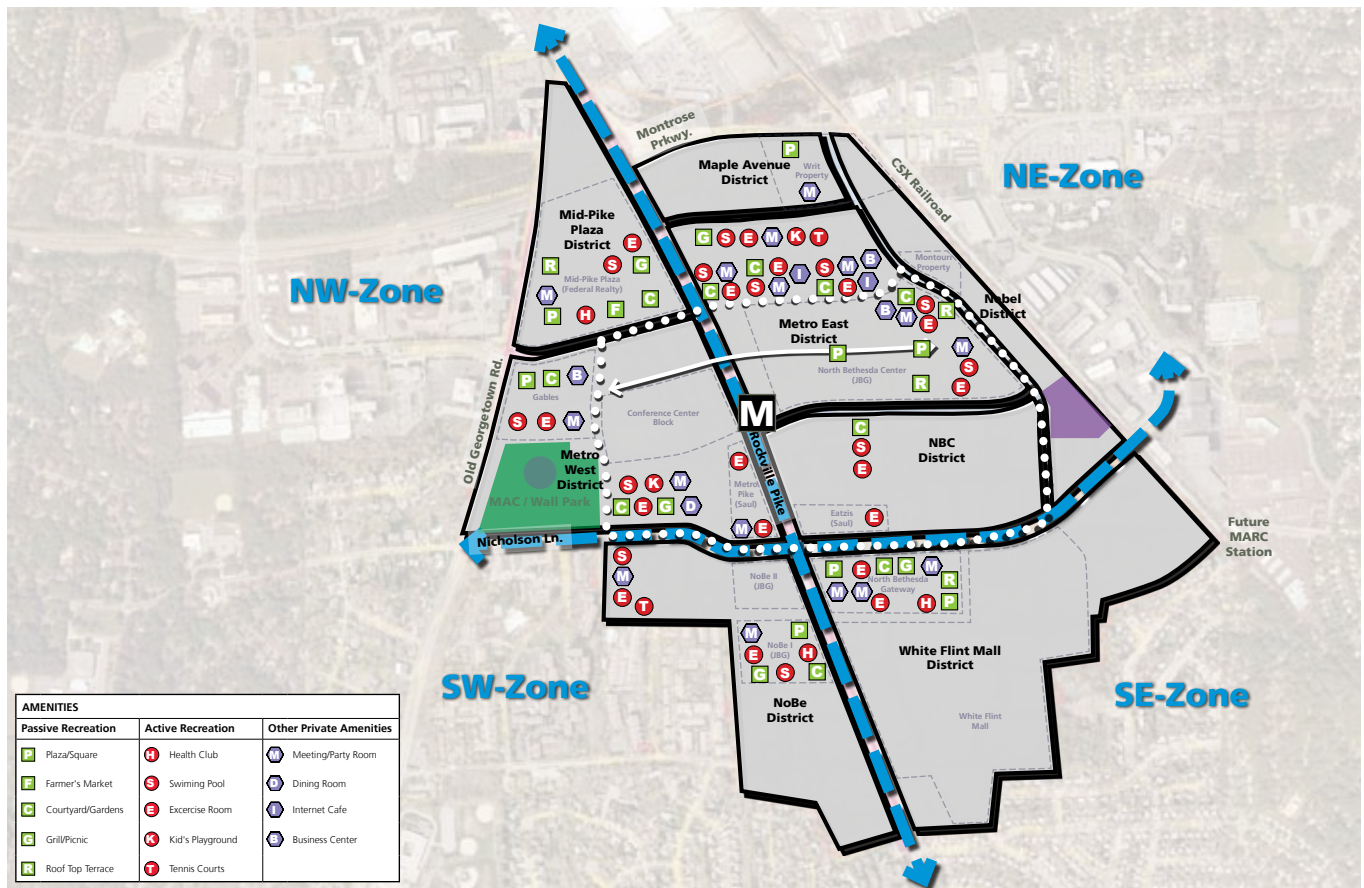 Montrose
Prkwy.
Maple Avenue
District
P
Writ
Property
M
CSX Railroad
NE-Zone
NW-Zone
Mid-Pike
Plaza
District
E
R
S
G
Mid-Pike Plaza
(Federal Realty)
M
C
P
H
F
G
S
E
M
K
T
S
M
C
E
I
S
M
B
C
E
S
M
C
E
I
Montouri
Property
C
S
R
B
M
E
Nobel
District
Metro East
District
P
P
M
North Bethesda Center
(JBG)
S
R
E
Old Georgetown Rd.
P
C
B
Gables
S
E
M
Conference Center
Block
M
Rockville Pike
Metro
West
District
MAC / Wall Park
S
K
M
C
E
G
D
E
Metro
Pike
(Saul)
M
E
C
S
E
NBC
District
Eatzis
(Saul)
E
Nicholson Ln.
Future
MARC
Station
S
M
E
T
NoBe II
(JBG)
P
E
C
G
M
R
North Bethesda
Gateway
M
M
E
H
P
M
P
NoBe I
(JBG)
E
H
G
S
C
NoBe
District
White Flint Mall
District
White Flint
Mall
SW-Zone
SE-Zone
AMENITIES
Passive Recreation Active Recreation Other Private Amenities
P Plaza/Square H Health Club M Meeting/Party Room
F Farmer's Market S Swiming Pool D Dining Room
C Courtyard/Gardens E Excercise Room I Internet Cafe
G Grill/Picnic K Kid's Playground B Business Center
R Roof Top Terrace T Tennis Courts